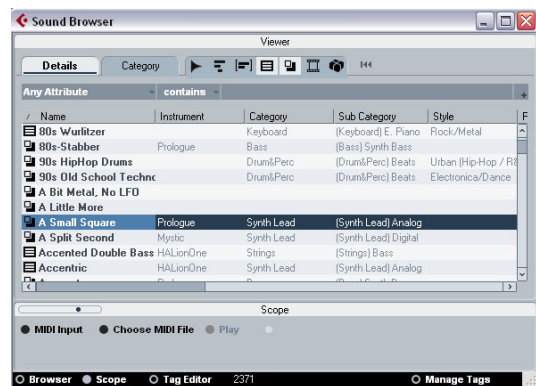 Sound Browser
Viewer
Details Category
Any Attribute contains
Name Instrument Category Sub Category Style
80s Wurlitzer Keyboard (Keyboard) E. Piano Rock/Metal
80s-Stabber Prologue Bass (Bass) Synth Bass
90s HipHop Drums Drum&Perc (Drum&Perc) Beats Urban (Hip-Hop / R&
90s Old School Techno Drum&Perc (Drum&Perc) Beats Electronica/Dance
A Bit Metal, No LFO
A Little More
A Small Square Prologue Synth Lead (Synth Lead) Analog
A Split Second Mystic Synth Lead (Synth Lead) Digital
Accented Double Bass HALionOne Strings (Strings) Bass
Accentric HALionOne Synth Lead (Synth Lead) Analog
Scope
MIDI Input Choose MIDI File Play
Browser Scope Tag Editor 2371 Manage Tags